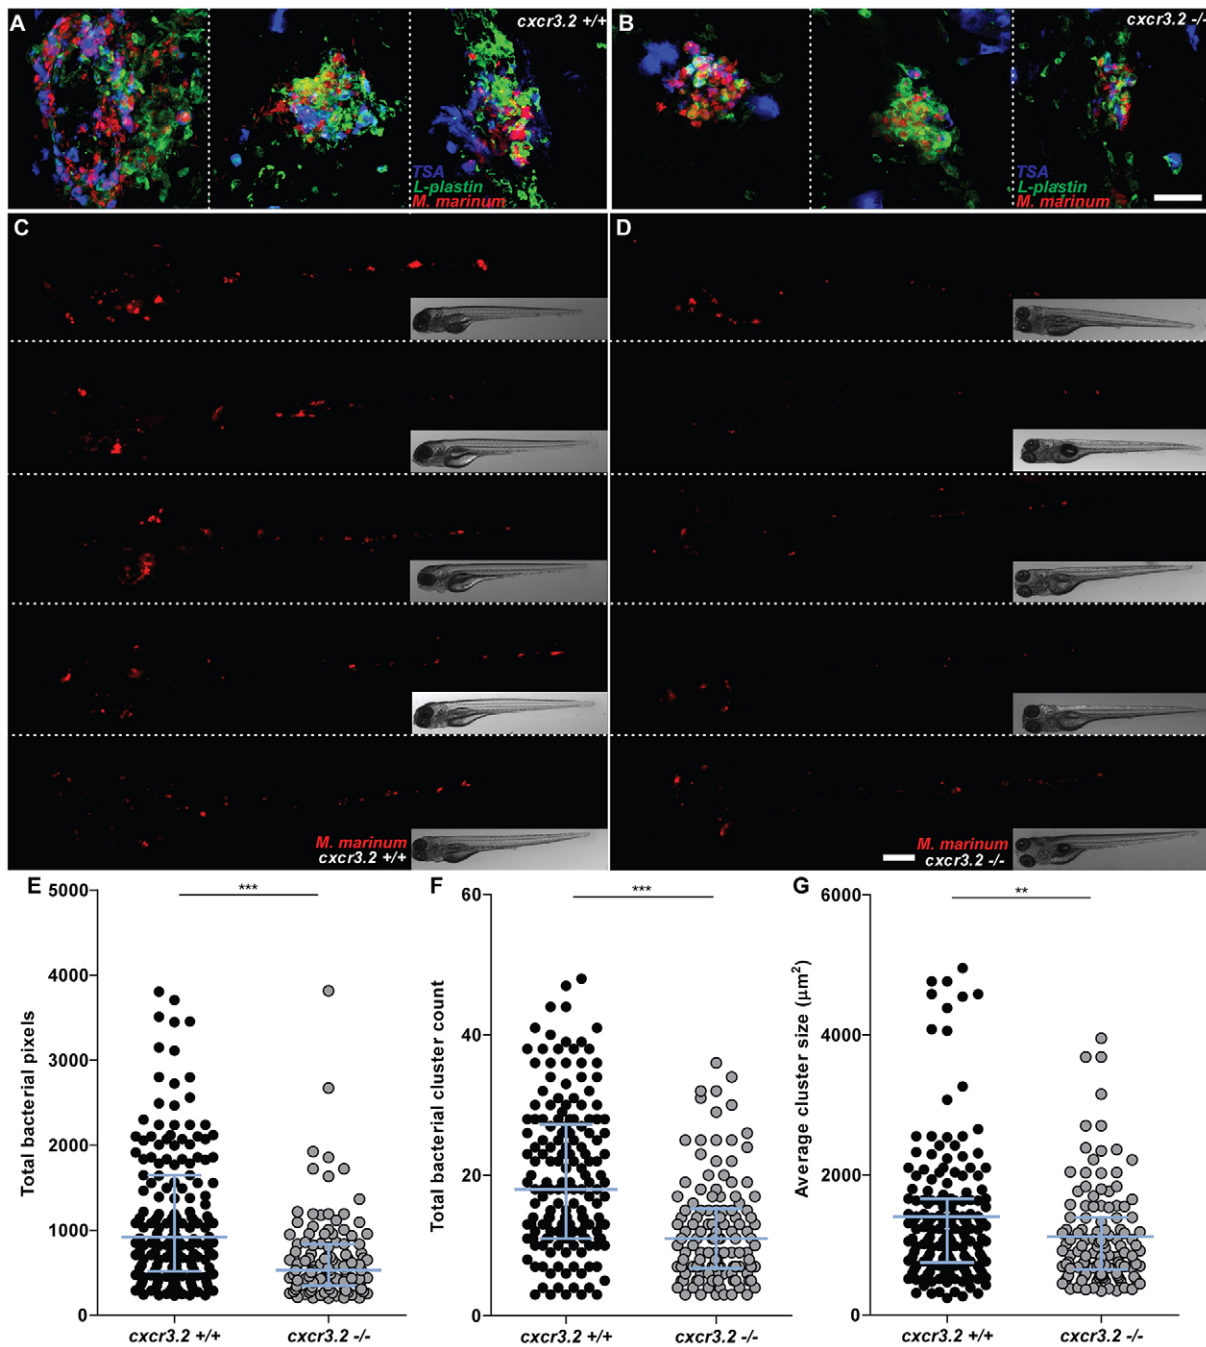 A
cxcr3.2 +/+
TSA
L-plastin
M. marinum
B
cxcr3.2 -/-
TSA
L-plastin
M. marinum
C
M. marinum
cxcr3.2 +/+
D
M. marinum
cxcr3.2 -/-
E
Total bacterial pixels
5000
4000
3000
2000
1000
0
***
cxcr3.2 +/+
cxcr3.2 -/-
F
Total bacterial cluster count
60
40
20
0
***
cxcr3.2 +/+
cxcr3.2 -/-
G
Average cluster size (μm²)
6000
4000
2000
0
**
cxcr3.2 +/+
cxcr3.2 -/-